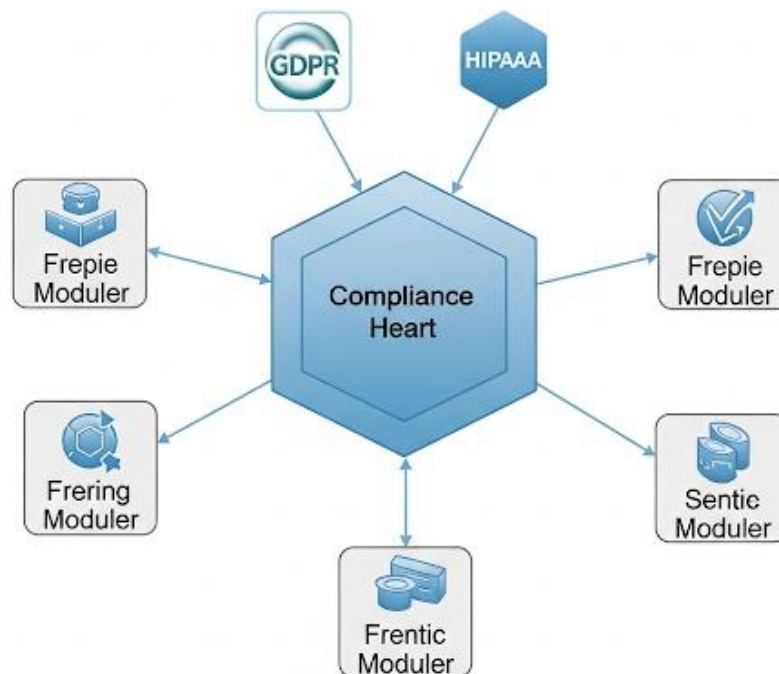 GDPR
HIPAAA
Frepie
Moduler
Compliance
Heart
Frepie
Moduler
Frering
Moduler
Sentic
Moduler
Frentic
Moduler